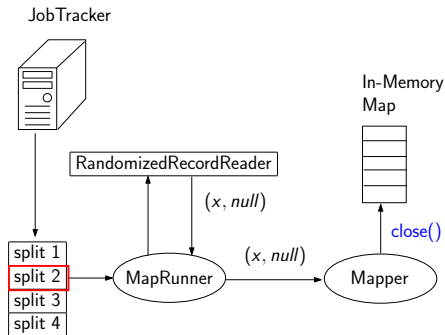 JobTracker
In-Memory
Map
RandomizedRecordReader
(x, null)
close()
split 1
split 2
split 3
split 4
MapRunner
(x, null)
Mapper